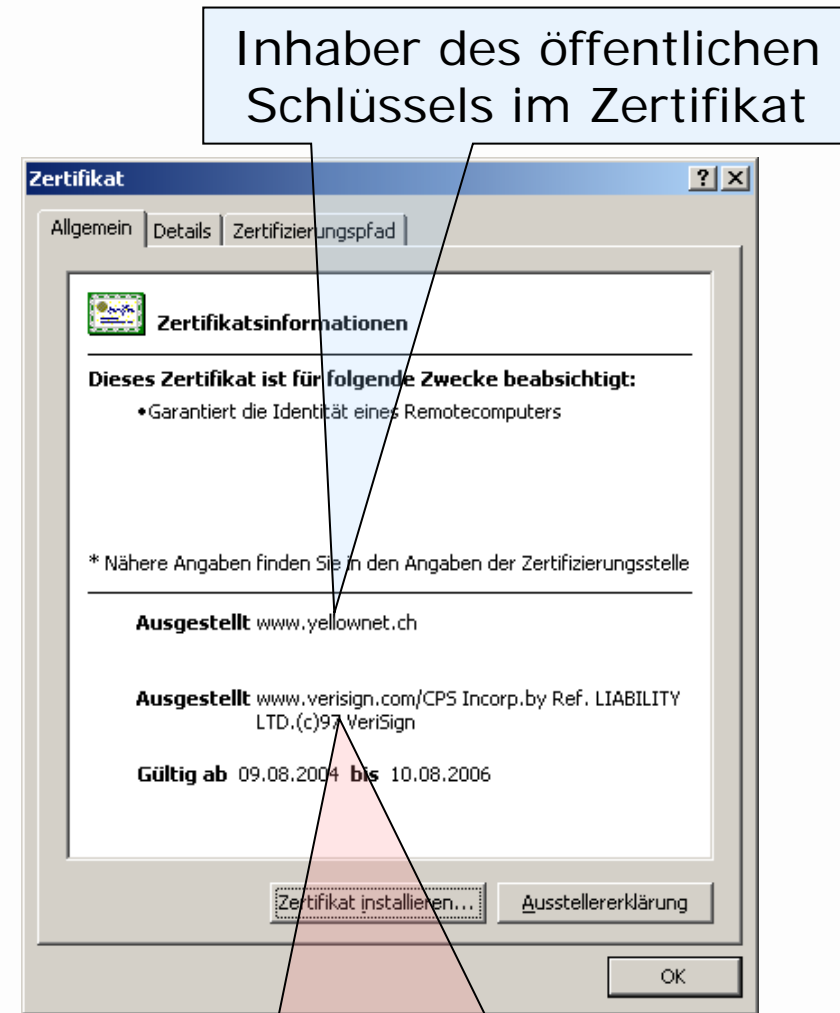 Inhaber des öffentlichen
Schlüssels im Zertifikat
Zertifikat
Allgemein Details Zertifizierungspfad
Zertifikatsinformationen
Dieses Zertifikat ist für folgende Zwecke beabsichtigt:
•Garantiert die Identität eines Remotecomputers
* Nähere Angaben finden Sie in den Angaben der Zertifizierungsstelle
Ausgestellt www.yellownet.ch
Ausgestellt www.verisign.com/CPS Incorp.by Ref. LIABILITY
LTD.(c)97 VeriSign
Gültig ab 09.08.2004 bis 10.08.2006
Zertifikat installieren... Ausstellererklärung
OK